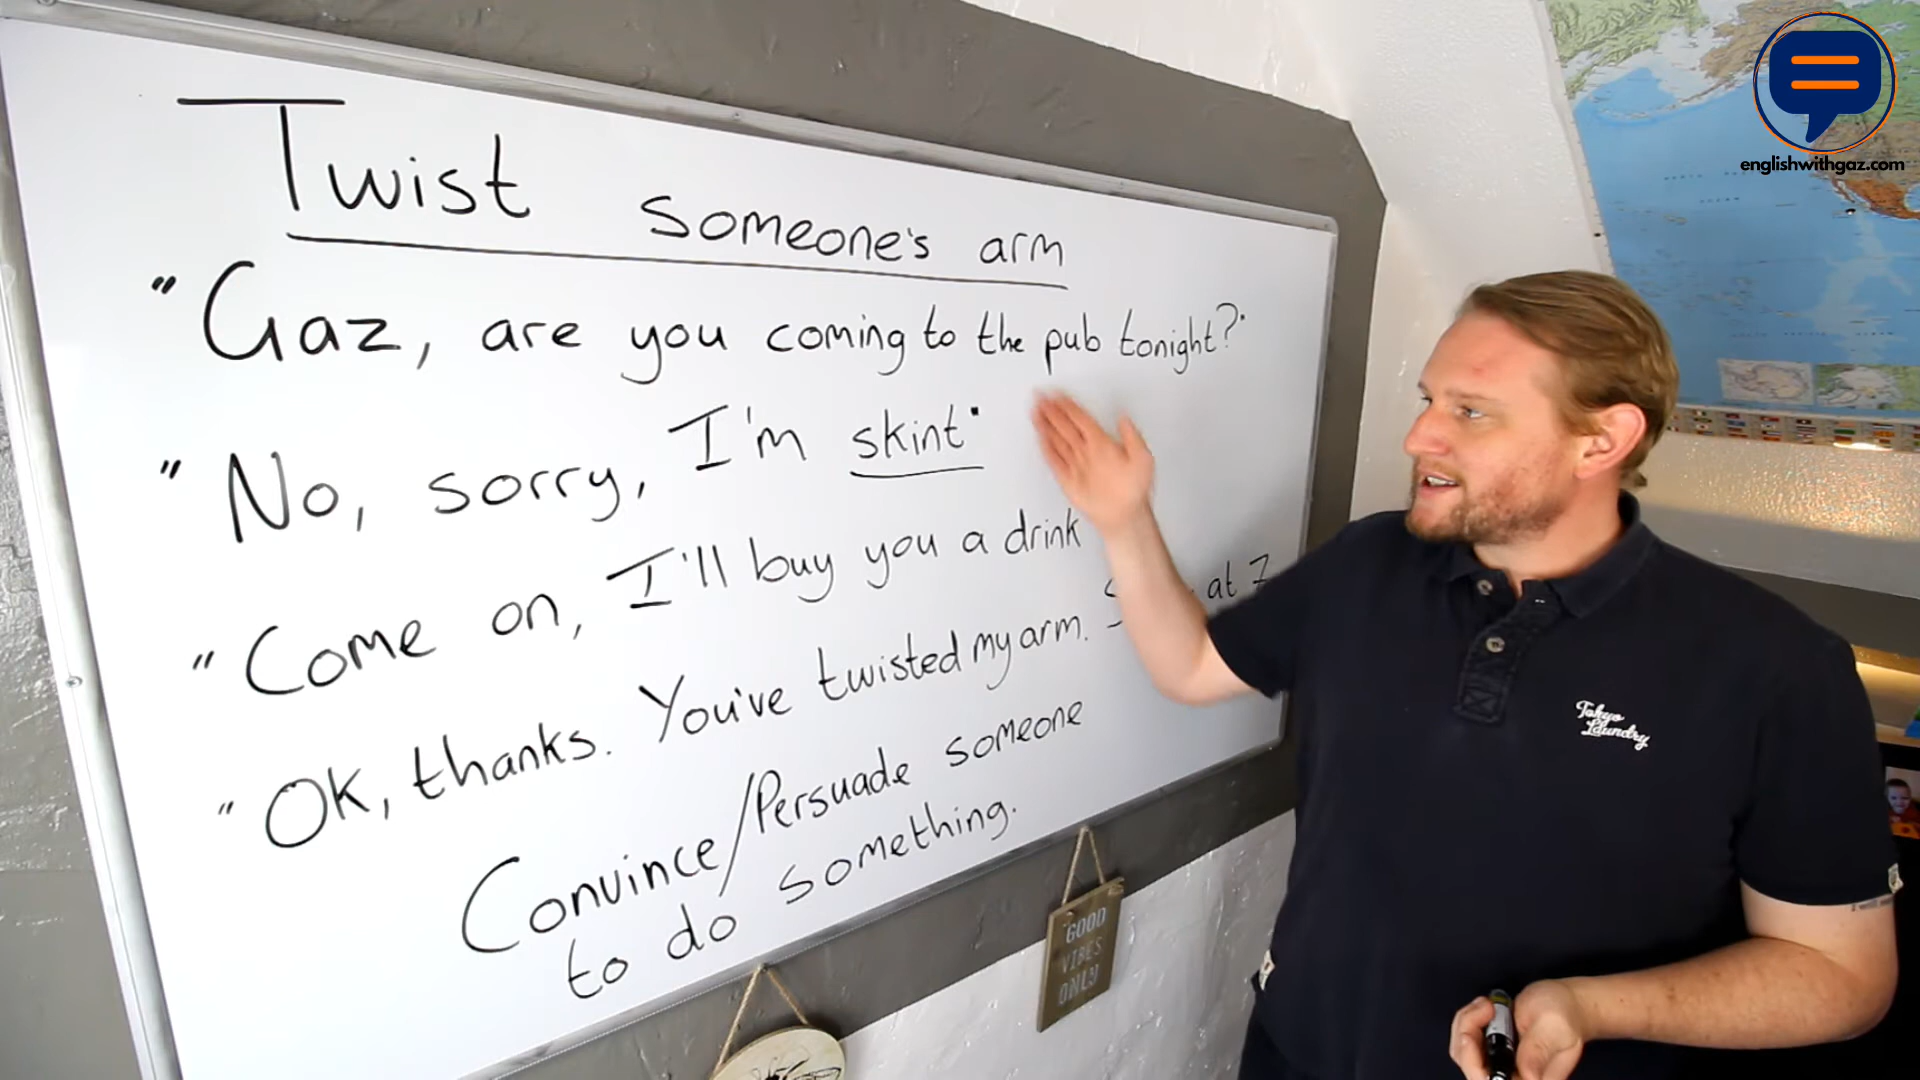 Twist someone's arm
"Gaz, are you coming to the pub tonight?"
"No, sorry, I'm skint"
"Come on, I'll buy you a drink
"OK, thanks. You've twisted my arm. at 7
Convince/Persuade someone
to do something.
GOOD
VIBES
ONLY
Tokyo
Laundry
englishwithgaz.com